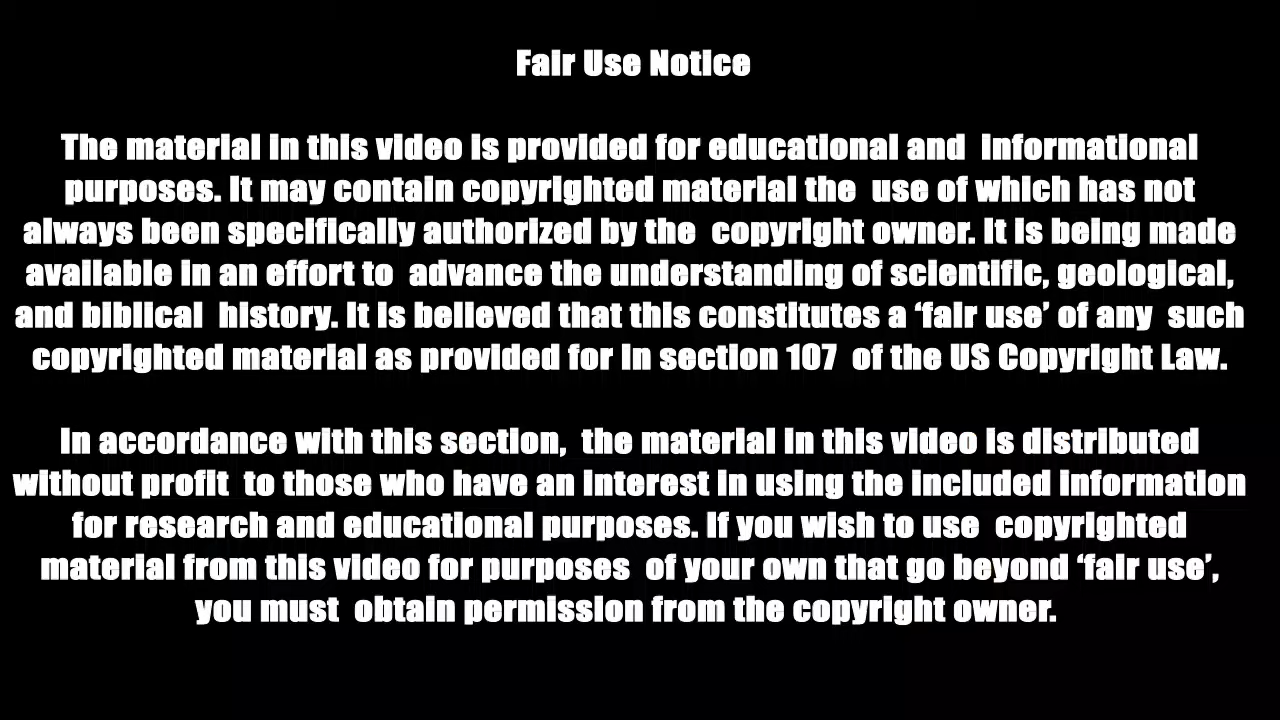 Fair Use Notice
The material in this video is provided for educational and  informational
purposes. It may contain copyrighted material the  use of which has not
always been specifically authorized by the  copyright owner. It is being made
available in an effort to  advance the understanding of scientific, geological,
and biblical  history. It is believed that this constitutes a ‘fair use’ of any  such
copyrighted material as provided for in section 107  of the US Copyright Law.
In accordance with this section,  the material in this video is distributed
without profit  to those who have an interest in using the included information
for research and educational purposes. If you wish to use  copyrighted
material from this video for purposes  of your own that go beyond ‘fair use’,
you must  obtain permission from the copyright owner.